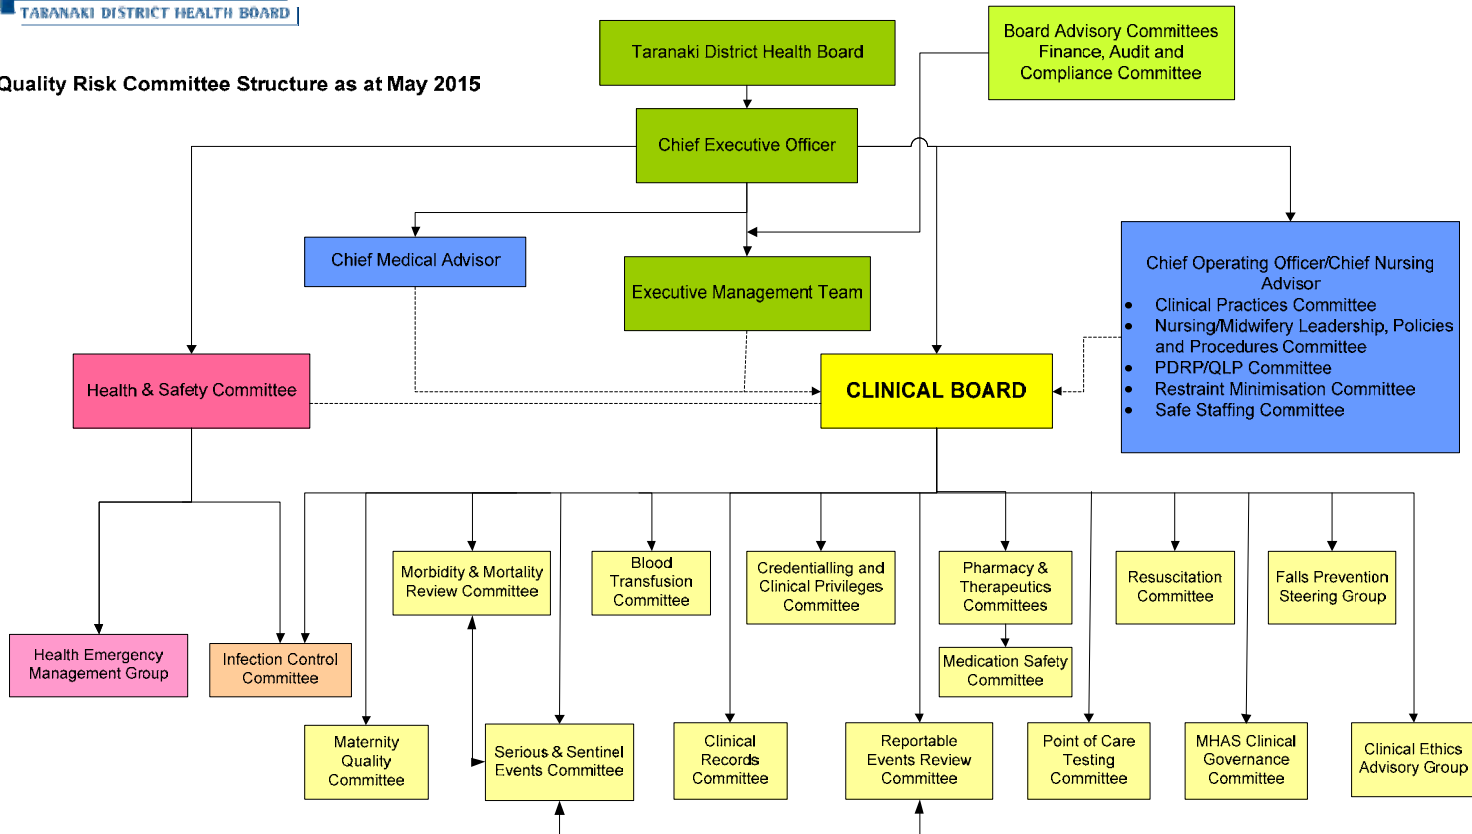 TARANAKI DISTRICT HEALTH BOARD
Quality Risk Committee Structure as at May 2015
Taranaki District Health Board
Board Advisory Committees
Finance, Audit and
Compliance Committee
Chief Executive Officer
Chief Medical Advisor
Executive Management Team
Chief Operating Officer/Chief Nursing
Advisor
• Clinical Practices Committee
• Nursing/Midwifery Leadership, Policies
and Procedures Committee
• PDRP/QLP Committee
• Restraint Minimisation Committee
• Safe Staffing Committee
Health & Safety Committee
CLINICAL BOARD
Morbidity & Mortality
Review Committee
Blood
Transfusion
Committee
Credentialling and
Clinical Privileges
Committee
Pharmacy &
Therapeutics
Committees
Resuscitation
Committee
Falls Prevention
Steering Group
Health Emergency
Management Group
Infection Control
Committee
Medication Safety
Committee
Maternity
Quality
Committee
Serious & Sentinel
Events Committee
Clinical
Records
Committee
Reportable
Events Review
Committee
Point of Care
Testing
Committee
MHAS Clinical
Governance
Committee
Clinical Ethics
Advisory Group